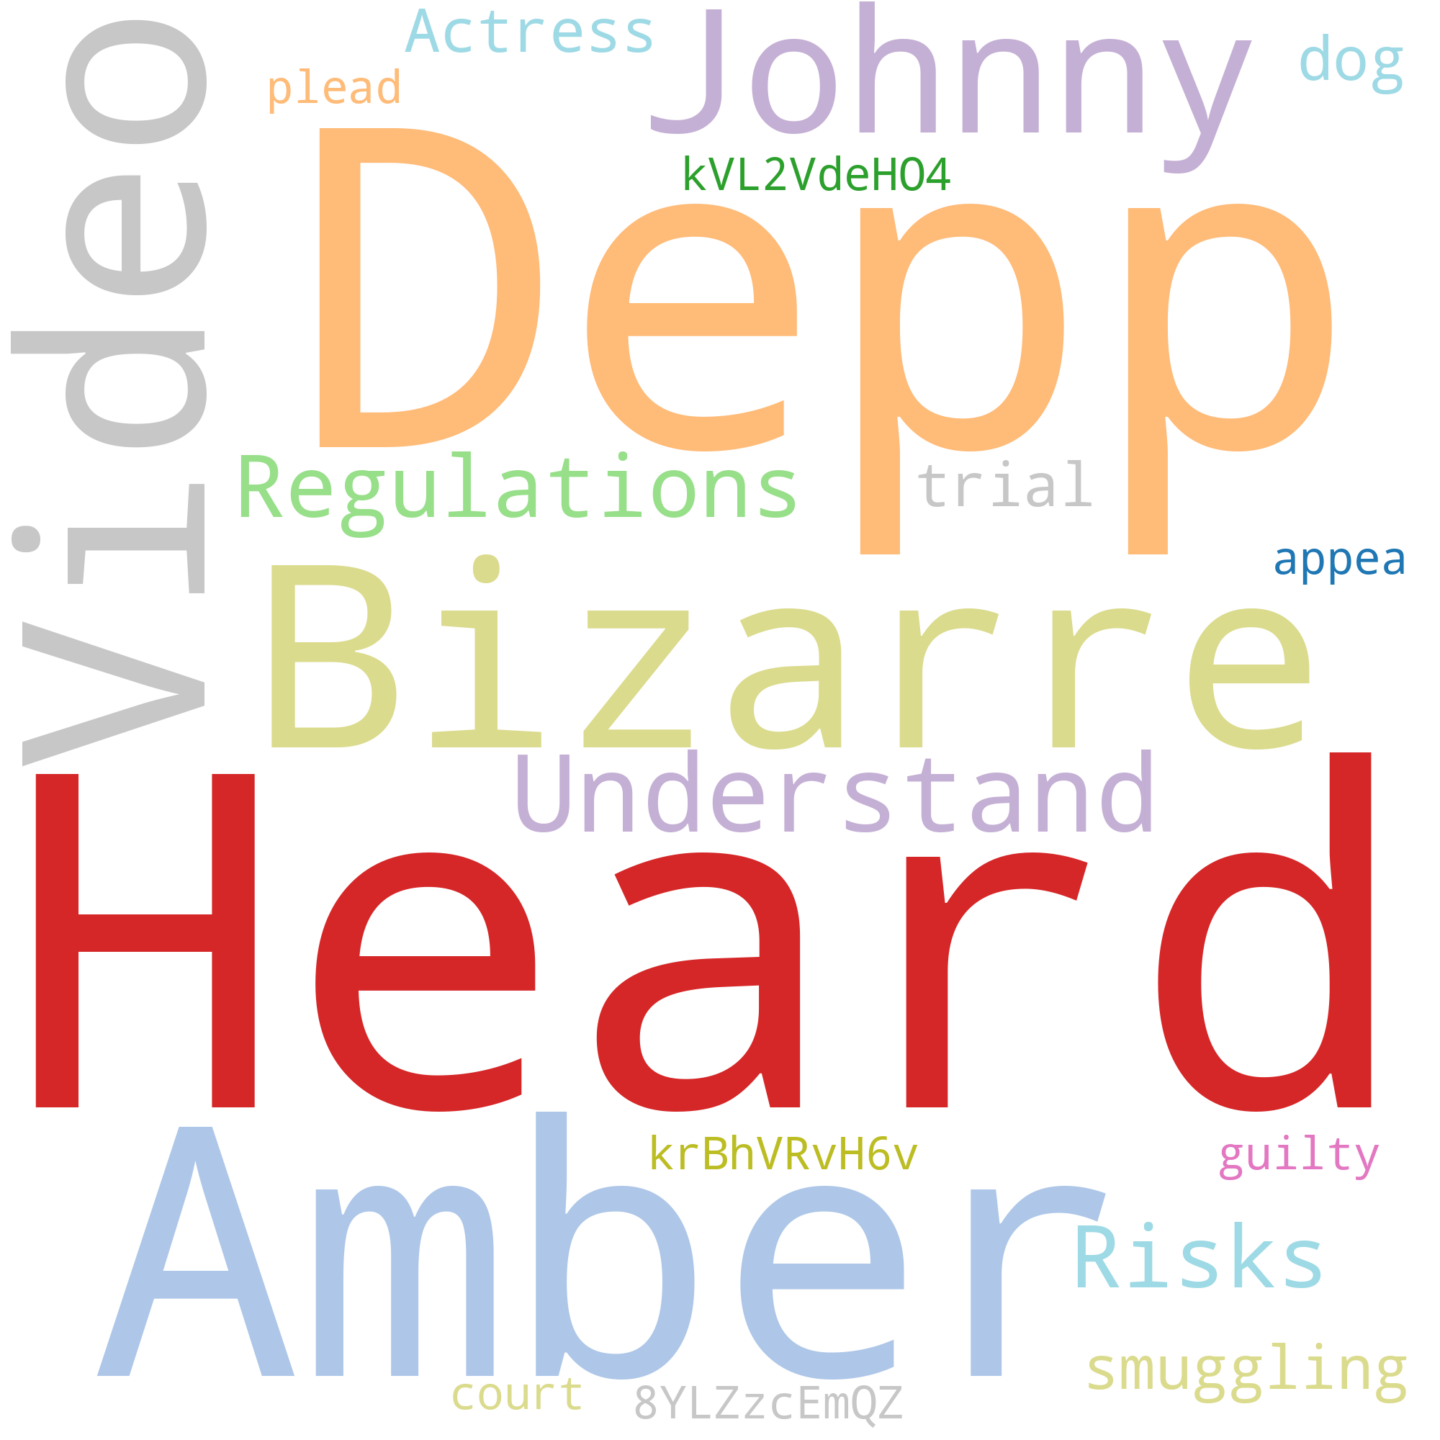 Video
Actress
Johnny
dog
plead
kVL2VdeHO4
Depp
Regulations
trial
appea
Bizarre
Understand
Heard
Amber
krBhVRvH6v
guilty
Risks
smuggling
court
8YLZzcEmQZ